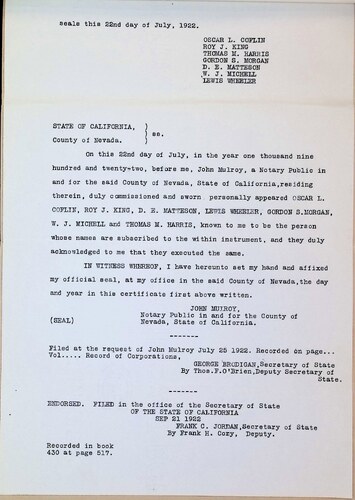 seals this 22nd day of July, 1922.
OSCAR L. COFLIN
ROY J. KING
THOMAS M. HARRIS
GORDON S. MORGAN
D. E. MATTESON
W. J. MICHELL
LEWIS WHEELER
STATE OF CALIFORNIA, )
) ss.
County of Nevada. )
On this 22nd day of July, in the year one thousand nine
hundred and twenty-two, before me, John Mulroy, a Notary Public in
and for the said County of Nevada, State of California,residing
therein, duly commissioned and sworn, personally appeared OSCAR L.
COFLIN, ROY J. KING, D. E. MATTESON, LEWIS WHEELER, GORDON S.MORGAN,
W. J. MICHELL and THOMAS M. HARRIS, known to me to be the person
whose names are subscribed to the within instrument, and they duly
acknowledged to me that they executed the same.
IN WITNESS WHEREOF, I have hereunto set my hand and affixed
my official seal, at my office in the said County of Nevada,the day
and year in this certificate first above written.
JOHN MULROY,
Notary Public in and for the County of
(SEAL) Nevada, State of California.
-------
Filed at the request of John Mulroy July 25 1922. Recorded on page...
Vol..... Record of Corporations,
GEORGE BRODIGAN,Secretary of State
By Thos.F.O'Brien,Deputy Secretary of
State.
-------
ENDORSED. FILED in the office of the Secretary of State
OF THE STATE OF CALIFORNIA
SEP 21 1922
FRANK C. JORDAN,Secretary of State
By Frank H. Cory, Deputy.
Recorded in book
430 at page 517.